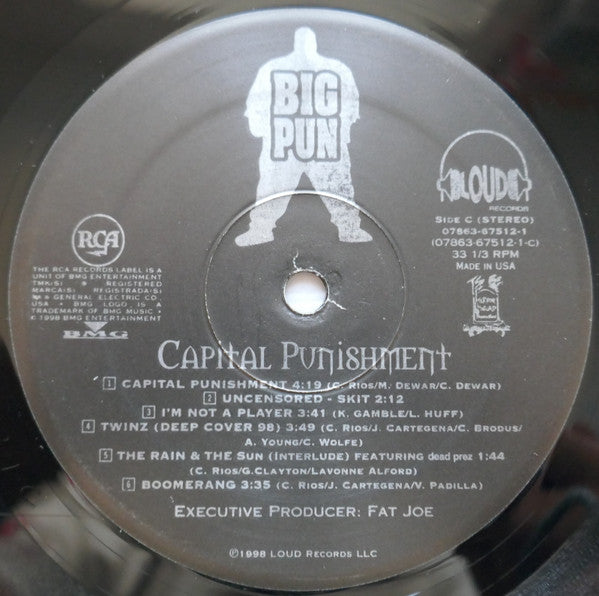 BIG
PUN
LOUD
RECORDS
SIDE C (STEREO)
07863-67512-1
(07863-67512-1-C)
33 1/3 RPM
MADE IN USA
RCA
THE RCA RECORDS LABEL IS A
UNIT OF BMG ENTERTAINMENT
TMK(S) ® REGISTERED
MARCA(S) REGISTRADA(S)
® GENERAL ELECTRIC CO.
USA • BMG LOGO IS A
TRADEMARK OF BMG MUSIC •
© 1998 BMG ENTERTAINMENT
BMG
CAPITAL PUNISHMENT
1 CAPITAL PUNISHMENT 4:19 (C. RIOS/M. DEWAR/C. DEWAR)
2 UNCENSORED - SKIT 2:12
3 I'M NOT A PLAYER 3:41 (K. GAMBLE/L. HUFF)
4 TWINZ (DEEP COVER 98) 3:49 (C. RIOS/J. CARTEGENA/C. BRODUS/
A. YOUNG/C. WOLFE)
5 THE RAIN & THE SUN (INTERLUDE) FEATURING dead prez 1:44
(C. RIOS/G.CLAYTON/LAVONNE ALFORD)
6 BOOMERANG 3:35 (C. RIOS/J. CARTEGENA/V. PADILLA)
EXECUTIVE PRODUCER: FAT JOE
℗©1998 LOUD RECORDS LLC